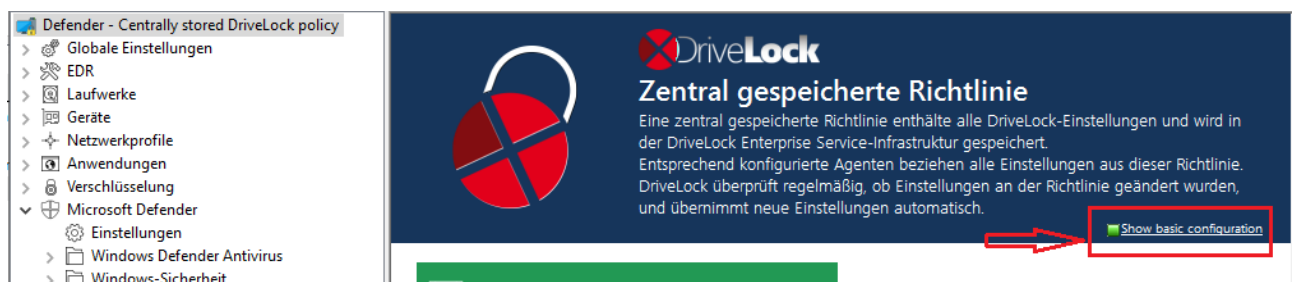 Defender - Centrally stored DriveLock policy
Globale Einstellungen
EDR
Laufwerke
Geräte
Netzwerkprofile
Anwendungen
Verschlüsselung
Microsoft Defender
Einstellungen
Windows Defender Antivirus
Windows-Sicherheit
DriveLock
Zentral gespeicherte Richtlinie
Eine zentral gespeicherte Richtlinie enthälte alle DriveLock-Einstellungen und wird in
der DriveLock Enterprise Service-Infrastruktur gespeichert.
Entsprechend konfigurierte Agenten beziehen alle Einstellungen aus dieser Richtlinie.
DriveLock überprüft regelmäßig, ob Einstellungen an der Richtlinie geändert wurden,
und übernimmt neue Einstellungen automatisch.
Show basic configuration